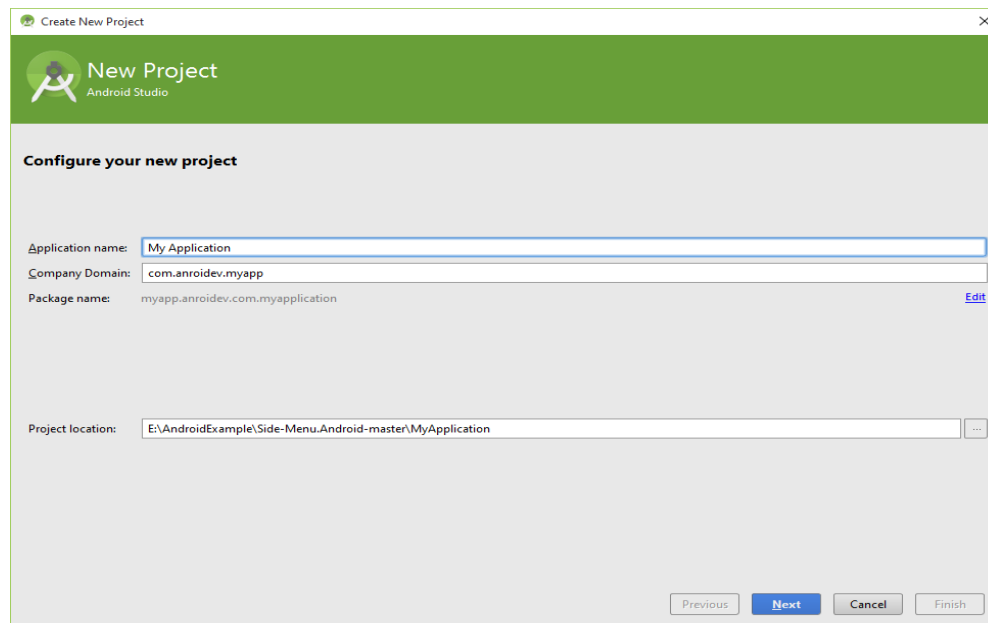 Create New Project
New Project
Android Studio
Configure your new project
Application name: My Application
Company Domain: com.anroidev.myapp
Package name: myapp.anroidev.com.myapplication Edit
Project location: E:\AndroidExample\Side-Menu.Android-master\MyApplication ...
Previous Next Cancel Finish